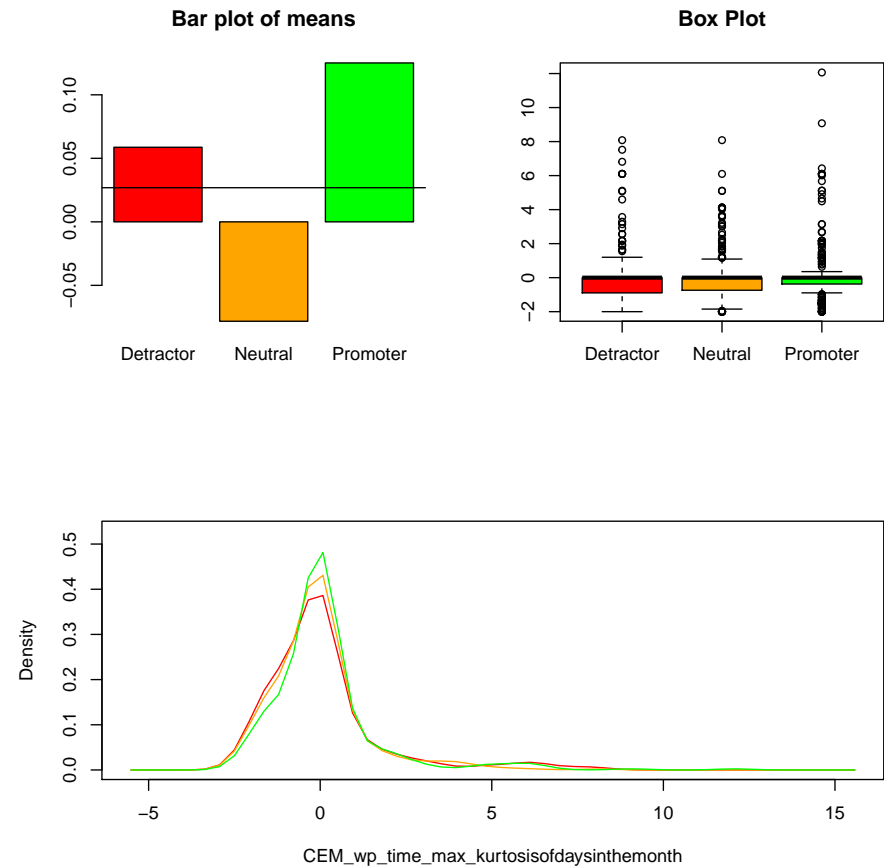 Bar plot of means
0.10
0.05
0.00
−0.05
Detractor Neutral Promoter
Box Plot
10
8
6
4
2
0
−2
Detractor Neutral Promoter
Density
0.5
0.4
0.3
0.2
0.1
0.0
−5 0 5 10 15
CEM_wp_time_max_kurtosisofdaysinthemonth